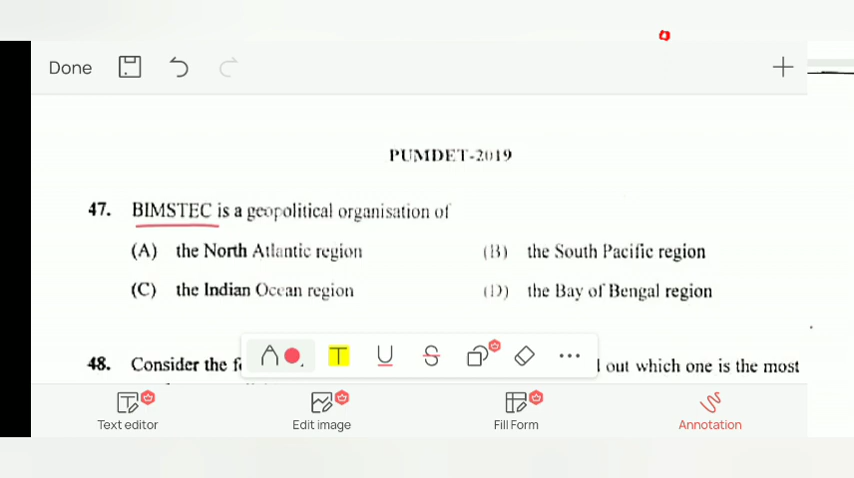 Done
PUMDET-2019
47. BIMSTEC is a geopolitical organisation of
(A) the North Atlantic region (B) the South Pacific region
(C) the Indian Ocean region (D) the Bay of Bengal region
48. Consider the out which one is the most
Text editor Edit image Fill Form Annotation